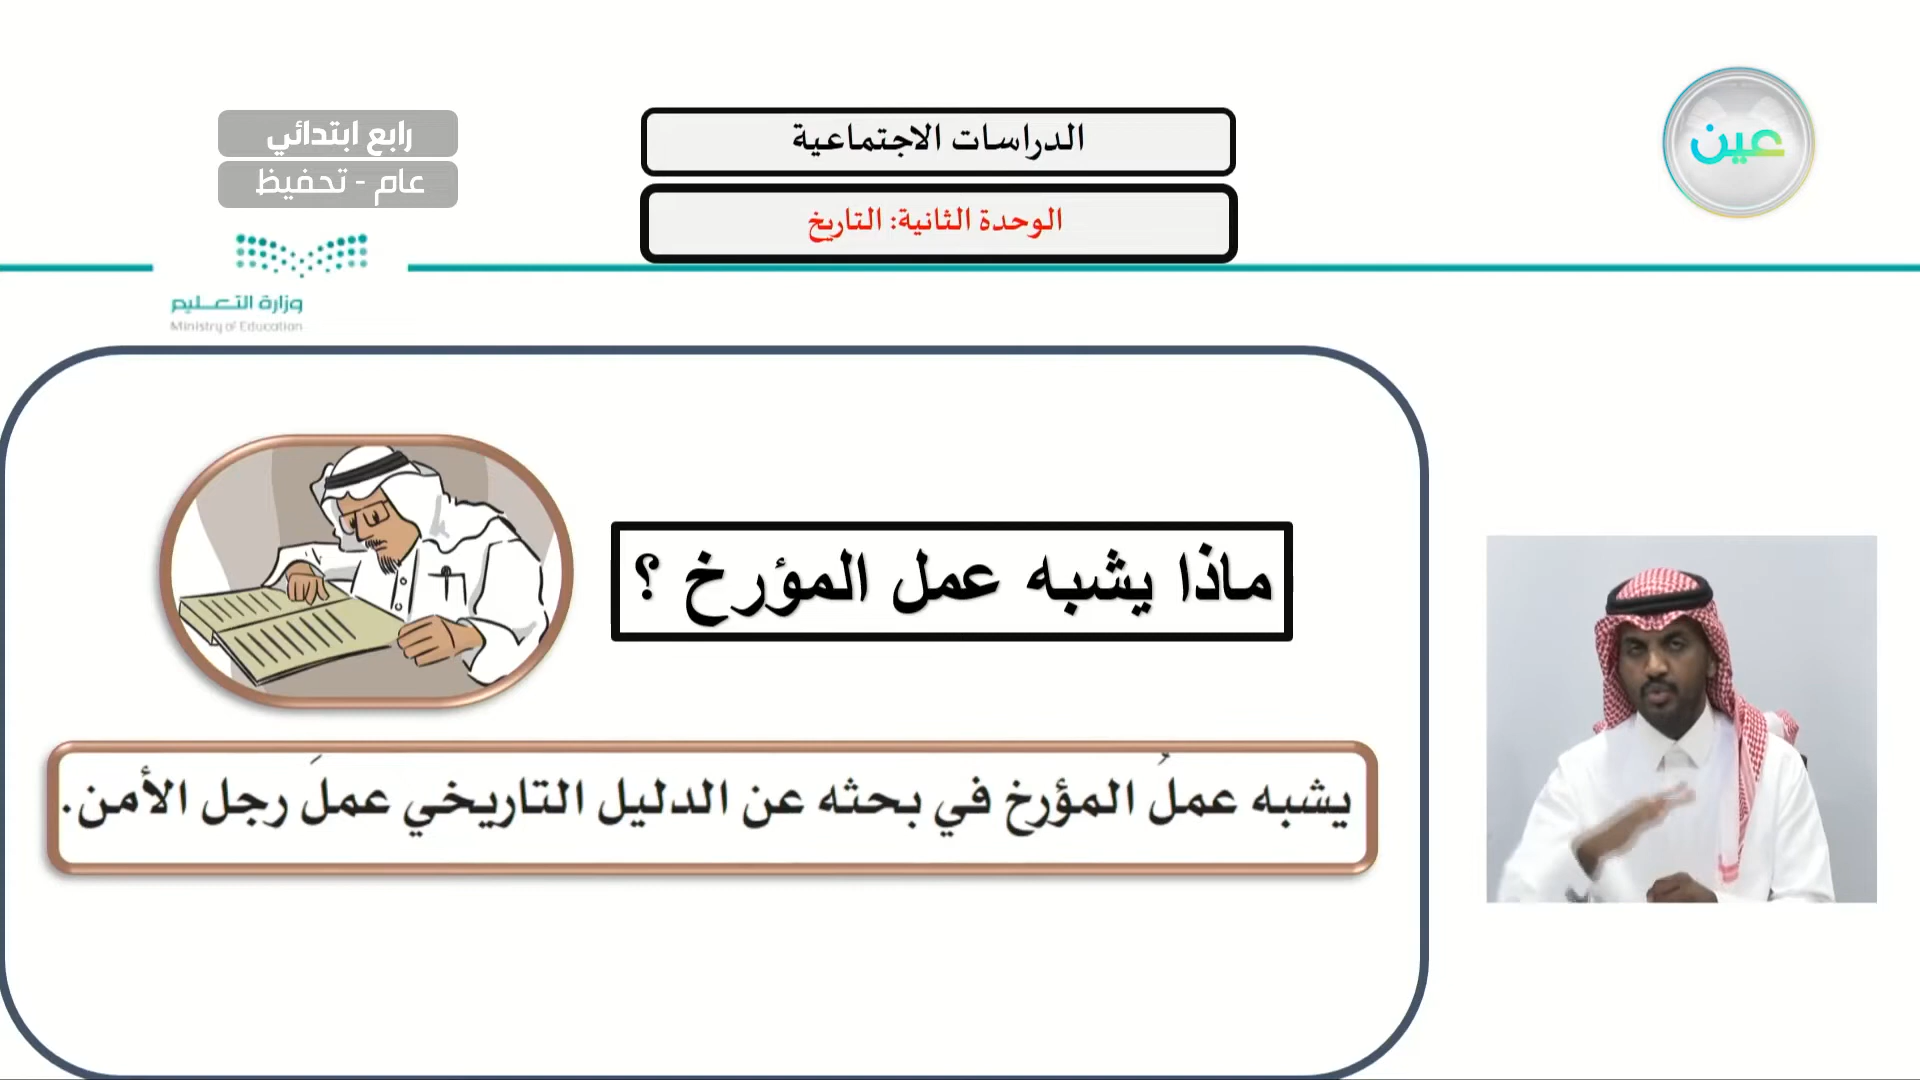 عين
الدراسات الاجتماعية
الوحدة الثانية: التاريخ
رابع ابتدائي
عام - تحفيظ
وزارة التعـــليم
Ministry of Education
ماذا يشبه عمل المؤرخ ؟
يشبه عملُ المؤرخ في بحثه عن الدليل التاريخي عملَ رجل الأمن.